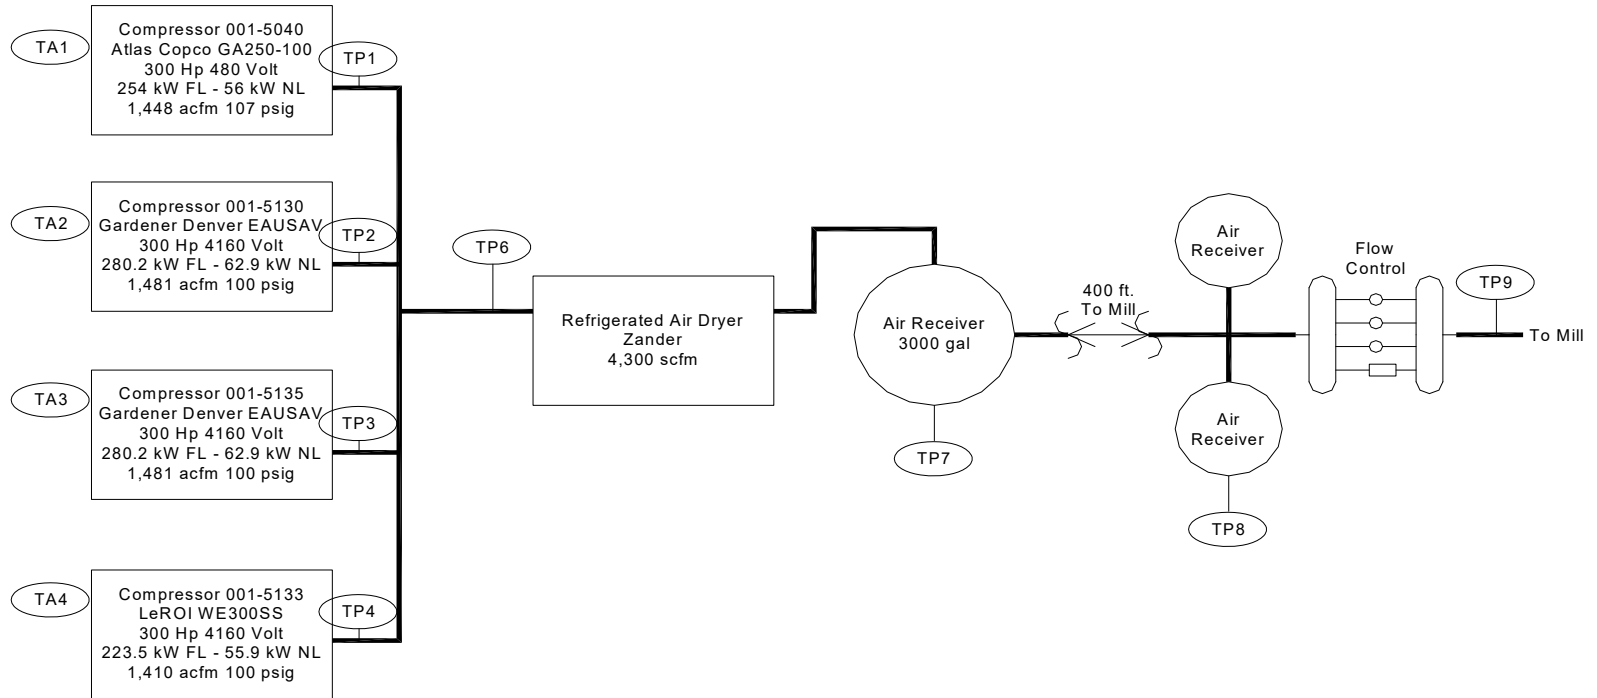 TA1
Compressor 001-5040
Atlas Copco GA250-100
300 Hp 480 Volt
254 kW FL - 56 kW NL
1,448 acfm 107 psig
TP1
TA2
Compressor 001-5130
Gardener Denver EAUSAV
300 Hp 4160 Volt
280.2 kW FL - 62.9 kW NL
1,481 acfm 100 psig
TP2
TA3
Compressor 001-5135
Gardener Denver EAUSAV
300 Hp 4160 Volt
280.2 kW FL - 62.9 kW NL
1,481 acfm 100 psig
TP3
TA4
Compressor 001-5133
LeROI WE300SS
300 Hp 4160 Volt
223.5 kW FL - 55.9 kW NL
1,410 acfm 100 psig
TP4
TP6
Refrigerated Air Dryer
Zander
4,300 scfm
Air Receiver
3000 gal
TP7
400 ft.
To Mill
Air
Receiver
Air
Receiver
TP8
Flow
Control
TP9
To Mill